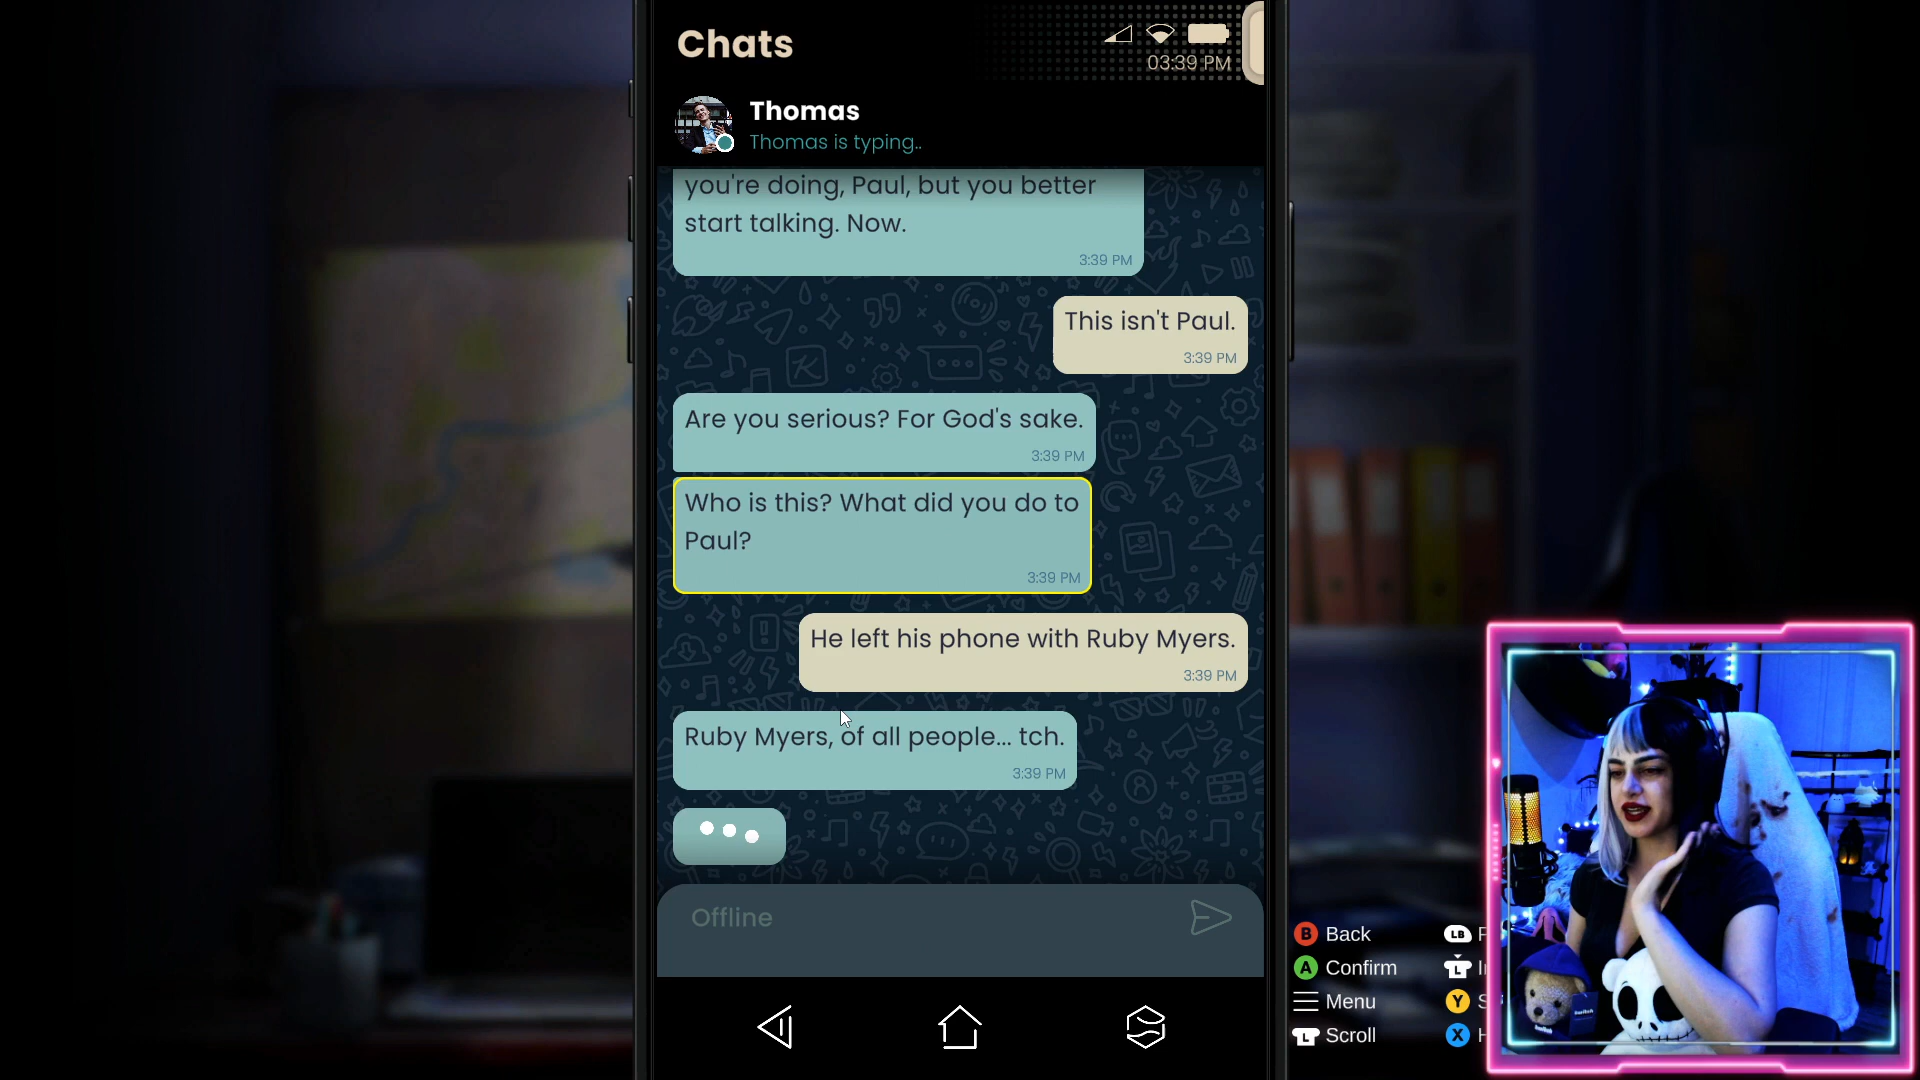 Chats
03:39 PM
Thomas
Thomas is typing..
you're doing, Paul, but you better
start talking. Now.
3:39 PM
This isn't Paul.
3:39 PM
Are you serious? For God's sake.
3:39 PM
Who is this? What did you do to
Paul?
3:39 PM
He left his phone with Ruby Myers.
3:39 PM
Ruby Myers, of all people... tch.
3:39 PM
Offline
B Back
LB
A Confirm
L
Menu
Y
L Scroll
X